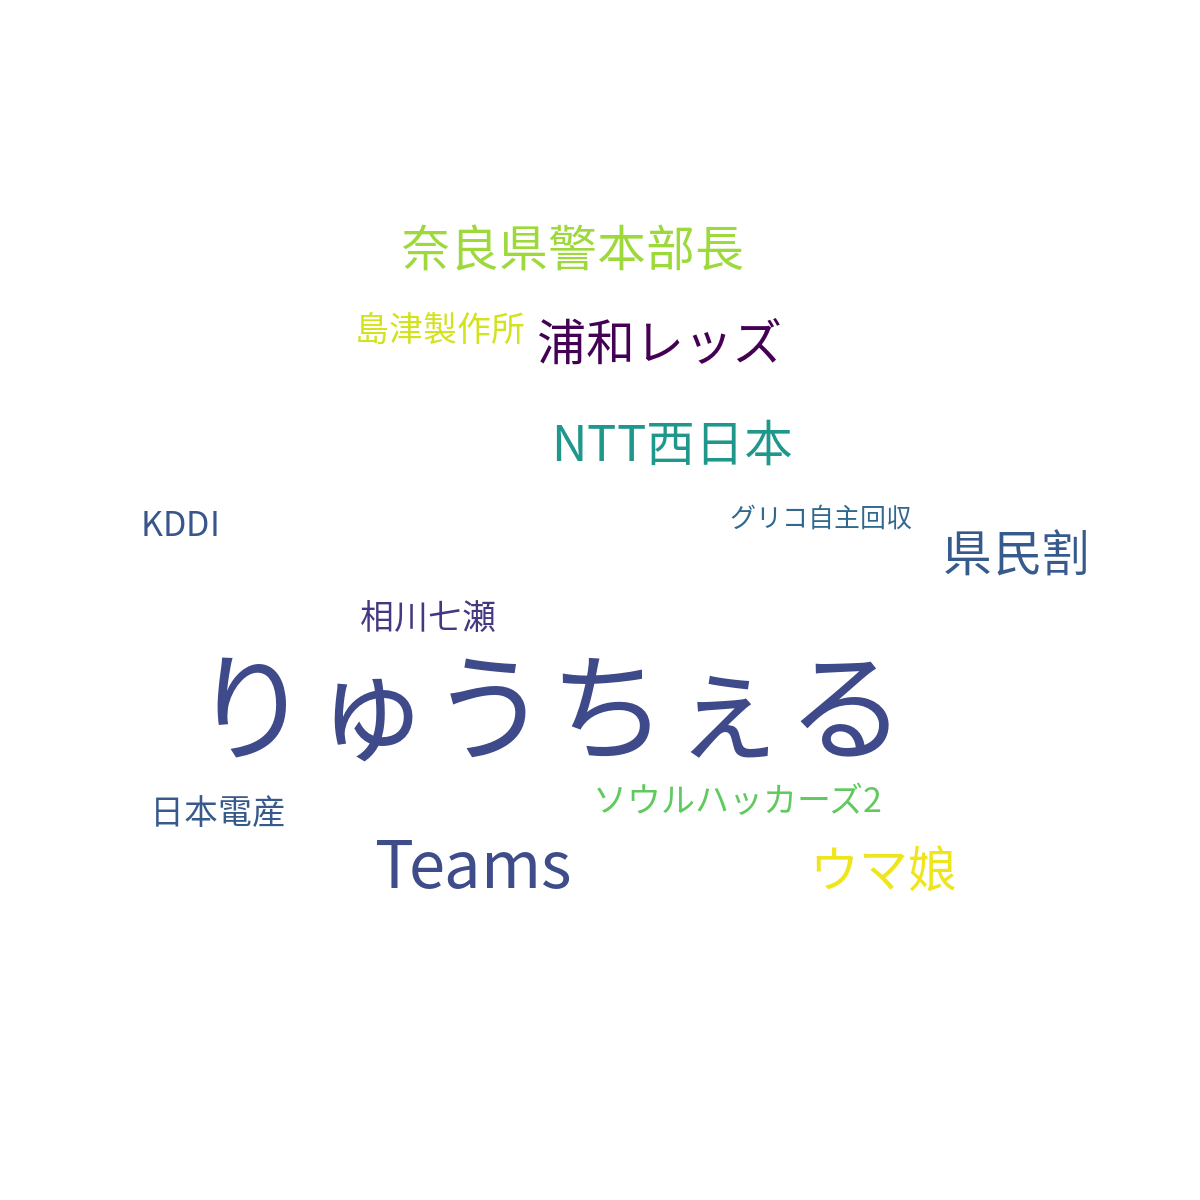 奈良県警本部長
島津製作所
浦和レッズ
NTT西日本
KDDI
グリコ自主回収
県民割
相川七瀬
りゅうちぇる
日本電産
ソウルハッカーズ2
Teams
ウマ娘